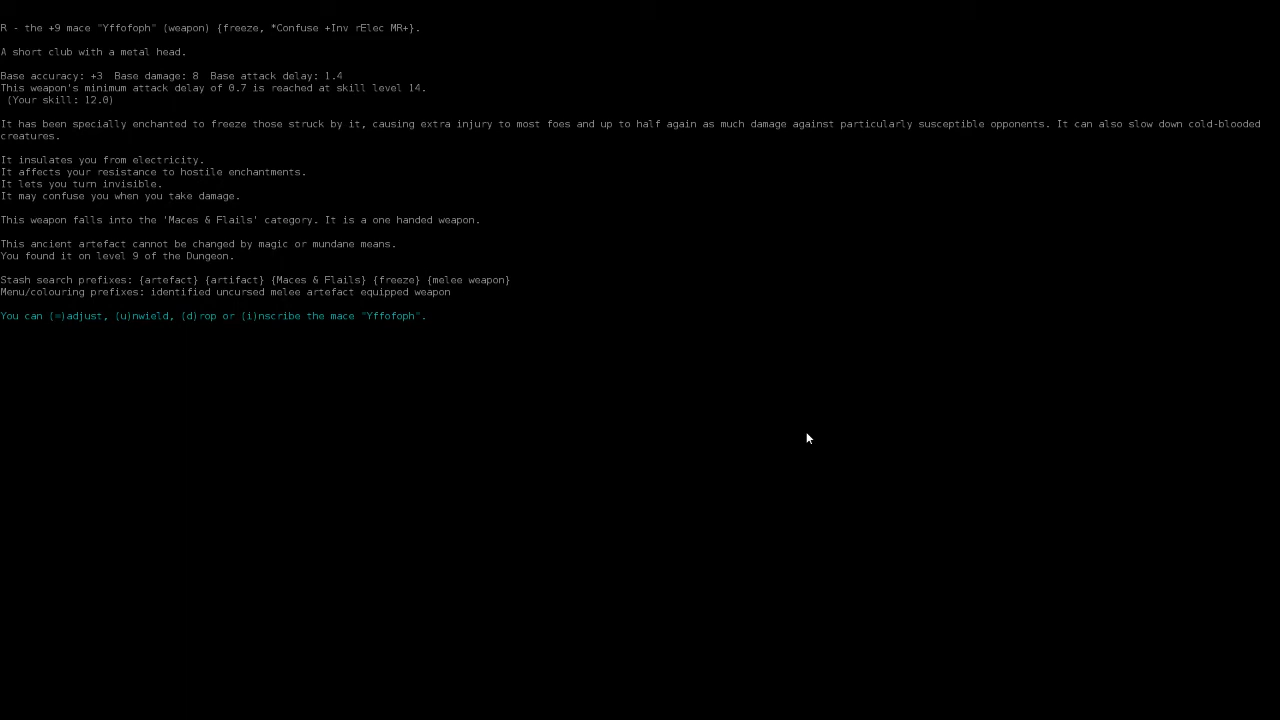 R - the +9 mace "Yffofoph" (weapon) {freeze, *Confuse +Inv rElec MR+}.
A short club with a metal head.
Base accuracy: +3  Base damage: 8  Base attack delay: 1.4
This weapon's minimum attack delay of 0.7 is reached at skill level 14.
(Your skill: 12.0)
It has been specially enchanted to freeze those struck by it, causing extra injury to most foes and up to half again as much damage against particularly susceptible opponents. It can also slow down cold-blooded
creatures.
It insulates you from electricity.
It affects your resistance to hostile enchantments.
It lets you turn invisible.
It may confuse you when you take damage.
This weapon falls into the 'Maces & Flails' category. It is a one handed weapon.
This ancient artefact cannot be changed by magic or mundane means.
You found it on level 9 of the Dungeon.
Stash search prefixes: {artefact} {artifact} {Maces & Flails} {freeze} {melee weapon}
Menu/colouring prefixes: identified uncursed melee artefact equipped weapon
You can (=)adjust, (u)nwield, (d)rop or (i)nscribe the mace "Yffofoph".